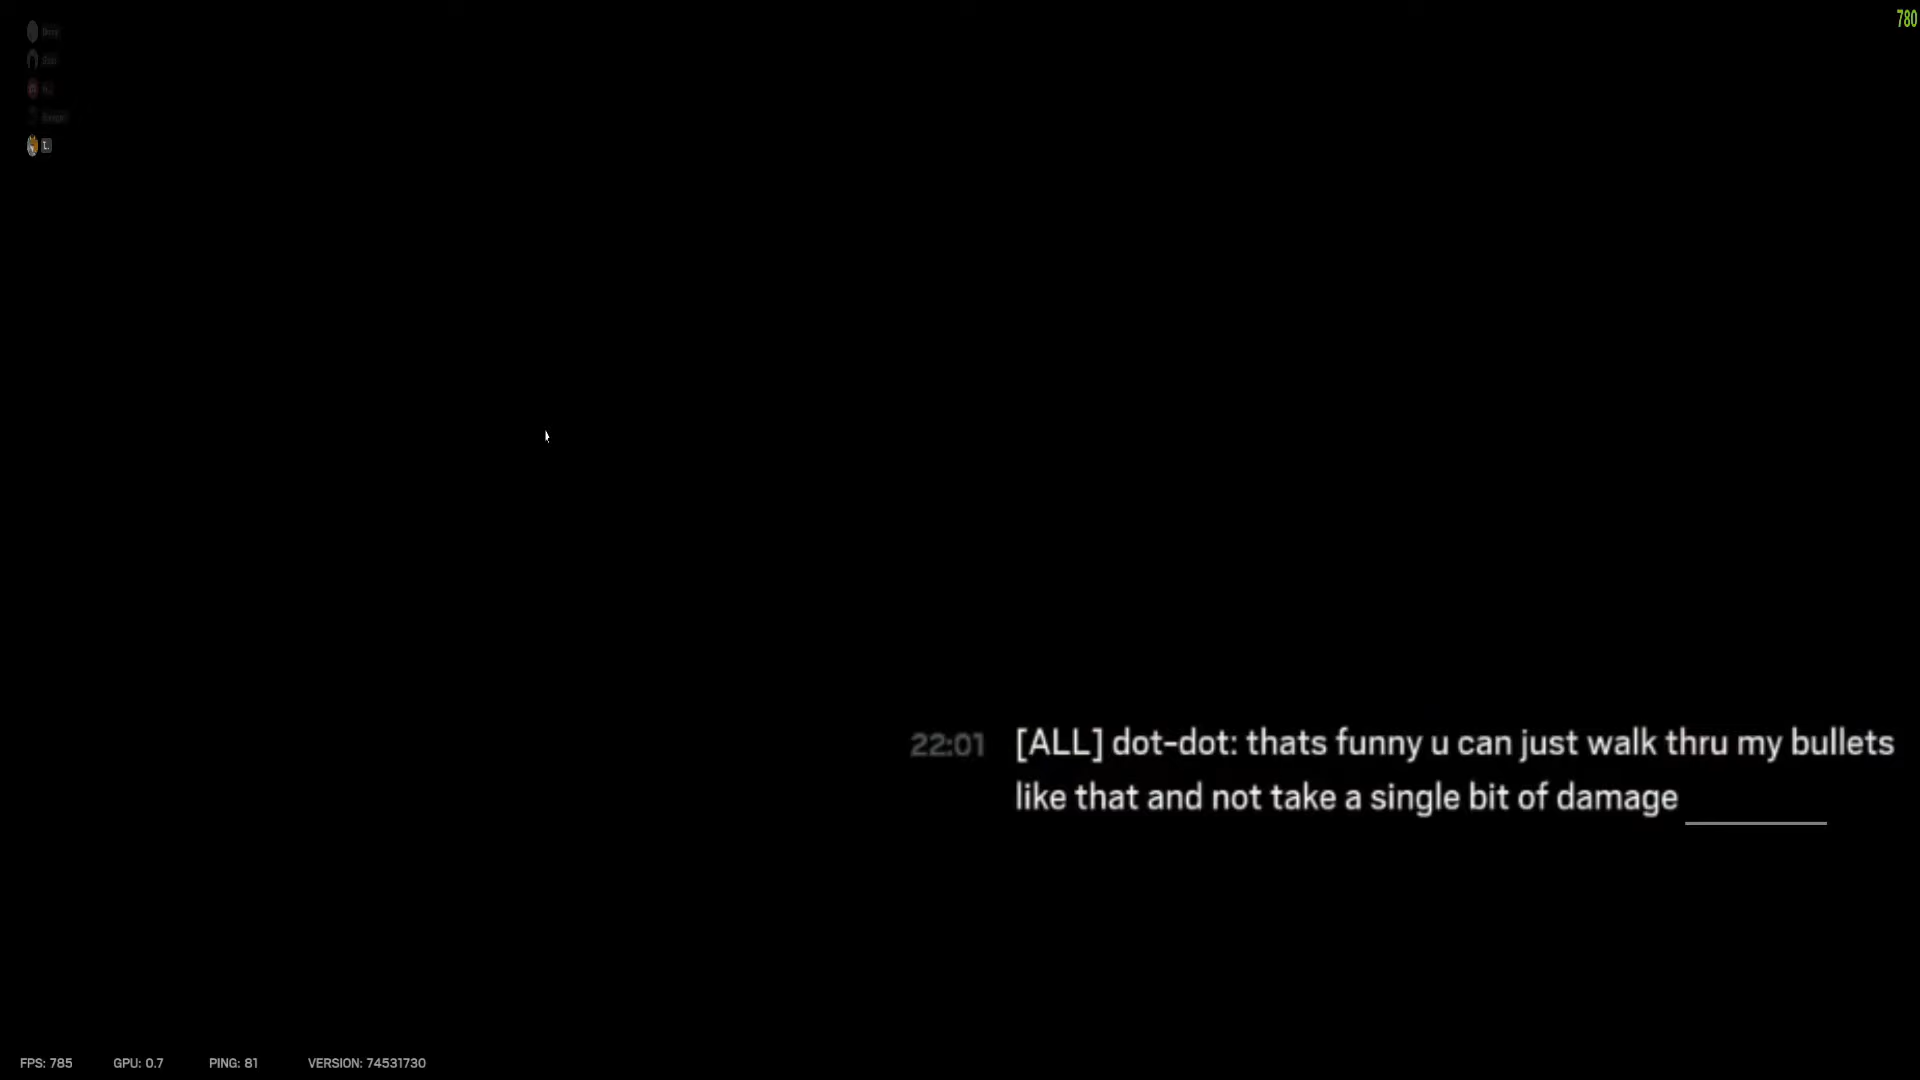 780
L.
22:01 [ALL] dot-dot: thats funny u can just walk thru my bullets
like that and not take a single bit of damage
FPS: 785 GPU: 0.7 PING: 81 VERSION: 74531730